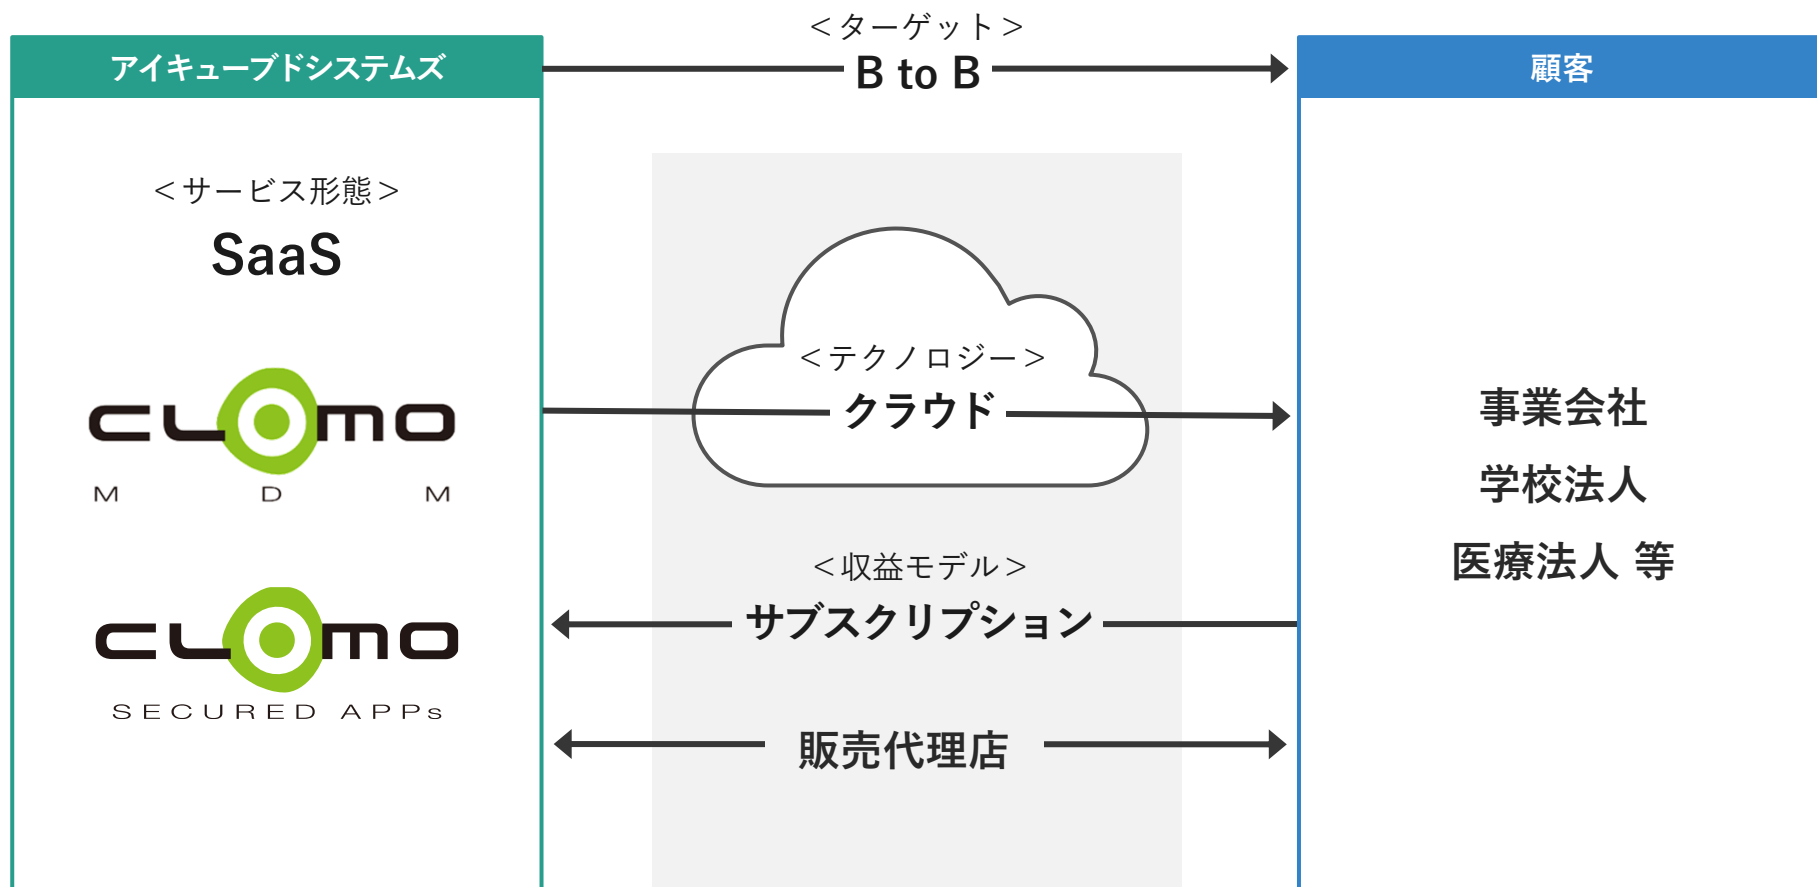 アイキューブドシステムズ
＜サービス形態＞
SaaS
CLOMO
M D M
CLOMO
SECURED APPs
＜ターゲット＞
B to B
＜テクノロジー＞
クラウド
＜収益モデル＞
サブスクリプション
販売代理店
顧客
事業会社
学校法人
医療法人 等